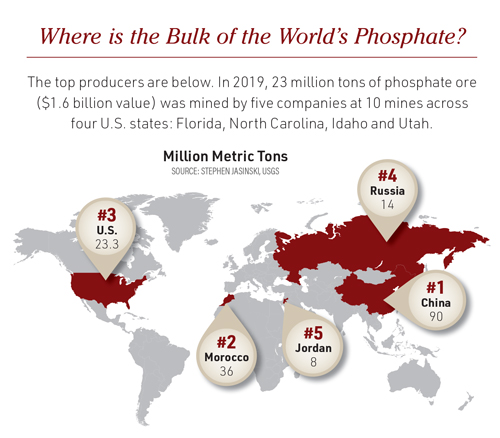 Where is the Bulk of the World's Phosphate?
The top producers are below. In 2019, 23 million tons of phosphate ore
($1.6 billion value) was mined by five companies at 10 mines across
four U.S. states: Florida, North Carolina, Idaho and Utah.
Million Metric Tons
SOURCE: STEPHEN JASINSKI, USGS
#4
Russia
14
#3
U.S.
23.3
#1
China
90
#2
Morocco
36
#5
Jordan
8